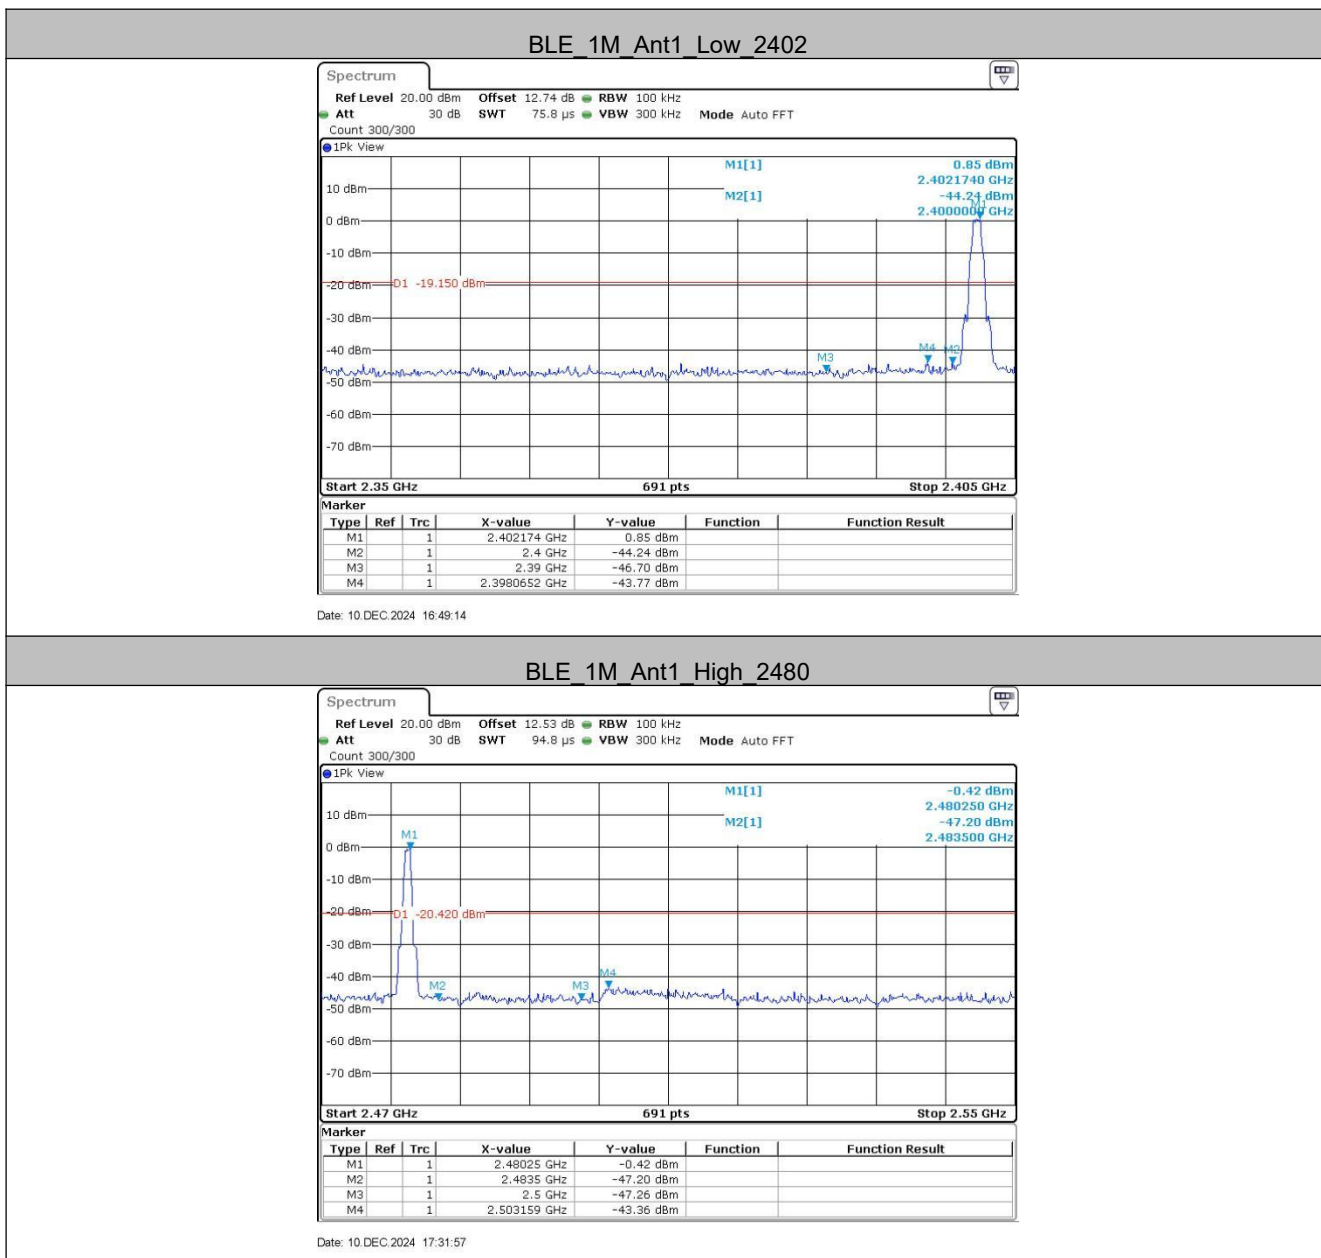 BLE_1M_Ant1_Low_2402
Spectrum
Ref Level 20.00 dBm Offset 12.74 dB RBW 100 kHz
Att 30 dB SWT 75.8 µs VBW 300 kHz Mode Auto FFT
Count 300/300
1Pk View
M1[1] 0.85 dBm
2.4021740 GHz
10 dBm
M2[1] -44.24 dBm
2.4000000 GHz
M1
0 dBm
-10 dBm
-20 dBm
D1 -19.150 dBm
-30 dBm
-40 dBm
M3
M4
M2
-50 dBm
-60 dBm
-70 dBm
Start 2.35 GHz 691 pts Stop 2.405 GHz
Marker
Type Ref Trc X-value Y-value Function Function Result
M1 1 2.402174 GHz 0.85 dBm
M2 1 2.4 GHz -44.24 dBm
M3 1 2.39 GHz -46.70 dBm
M4 1 2.3980652 GHz -43.77 dBm
Date: 10.DEC.2024 16:49:14
BLE_1M_Ant1_High_2480
Spectrum
Ref Level 20.00 dBm Offset 12.53 dB RBW 100 kHz
Att 30 dB SWT 94.8 µs VBW 300 kHz Mode Auto FFT
Count 300/300
1Pk View
M1[1] -0.42 dBm
2.480250 GHz
10 dBm
M2[1] -47.20 dBm
2.483500 GHz
M1
0 dBm
-10 dBm
-20 dBm
D1 -20.420 dBm
-30 dBm
-40 dBm
M2
M3
M4
-50 dBm
-60 dBm
-70 dBm
Start 2.47 GHz 691 pts Stop 2.55 GHz
Marker
Type Ref Trc X-value Y-value Function Function Result
M1 1 2.48025 GHz -0.42 dBm
M2 1 2.4835 GHz -47.20 dBm
M3 1 2.5 GHz -47.26 dBm
M4 1 2.503159 GHz -43.36 dBm
Date: 10.DEC.2024 17:31:57